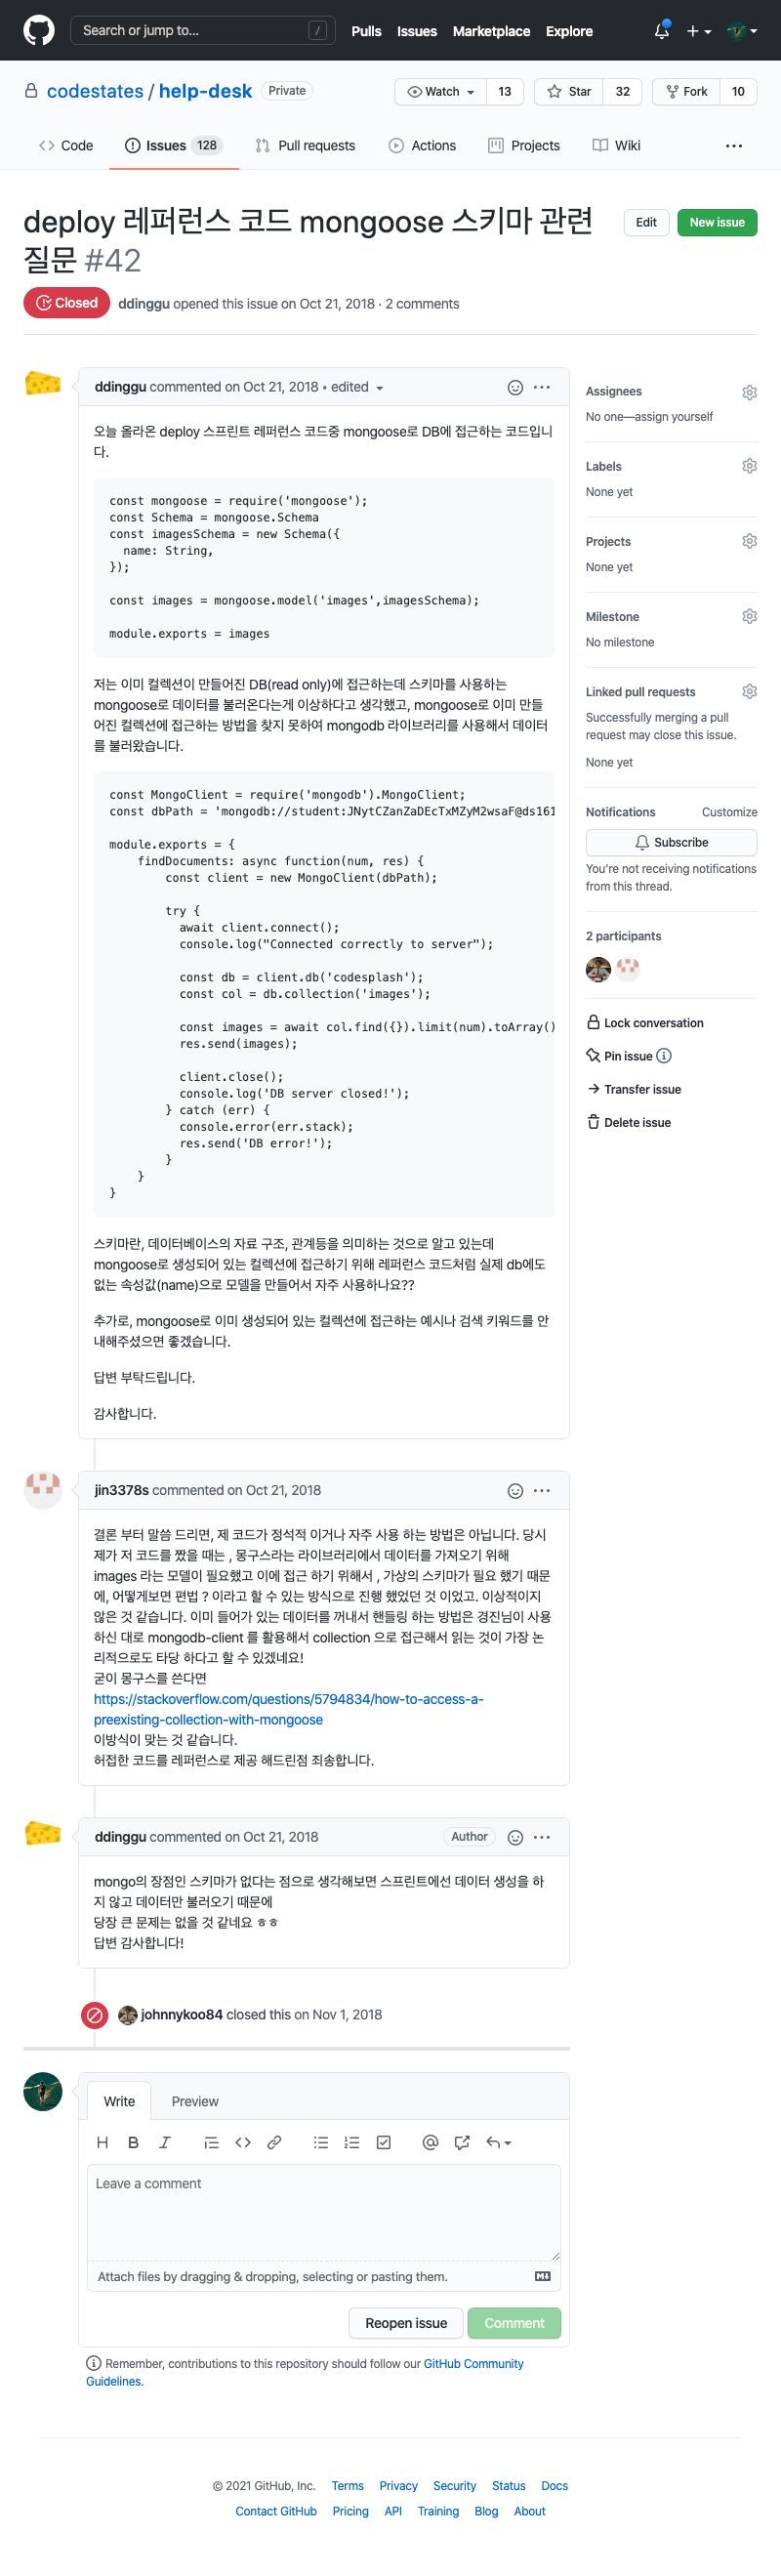 Search or jump to... /
Pulls Issues Marketplace Explore
codestates / help-desk Private
Watch 13 Star 32 Fork 10
Code Issues 128 Pull requests Actions Projects Wiki
deploy 레퍼런스 코드 mongoose 스키마 관련
질문 #42
Edit New issue
Closed ddinggu opened this issue on Oct 21, 2018 · 2 comments
ddinggu commented on Oct 21, 2018 • edited
오늘 올라온 deploy 스프린트 레퍼런스 코드중 mongoose로 DB에 접근하는 코드입니
다.
const mongoose = require('mongoose');
const Schema = mongoose.Schema
const imagesSchema = new Schema({
name: String,
});
const images = mongoose.model('images',imagesSchema);
module.exports = images
저는 이미 컬렉션이 만들어진 DB(read only)에 접근하는데 스키마를 사용하는
mongoose로 데이터를 불러온다는게 이상하다고 생각했고, mongoose로 이미 만들
어진 컬렉션에 접근하는 방법을 찾지 못하여 mongodb 라이브러리를 사용해서 데이터
를 불러왔습니다.
const MongoClient = require('mongodb').MongoClient;
const dbPath = 'mongodb://student:JNytCZanZaDEcTxMZyM2wsaF@ds161
module.exports = {
findDocuments: async function(num, res) {
const client = new MongoClient(dbPath);
try {
await client.connect();
console.log("Connected correctly to server");
const db = client.db('codesplash');
const col = db.collection('images');
const images = await col.find({}).limit(num).toArray()
res.send(images);
client.close();
console.log('DB server closed!');
} catch (err) {
console.error(err.stack);
res.send('DB error!');
}
}
}
스키마란, 데이터베이스의 자료 구조, 관계등을 의미하는 것으로 알고 있는데
mongoose로 생성되어 있는 컬렉션에 접근하기 위해 레퍼런스 코드처럼 실제 db에도
없는 속성값(name)으로 모델을 만들어서 자주 사용하나요??
추가로, mongoose로 이미 생성되어 있는 컬렉션에 접근하는 예시나 검색 키워드를 안
내해주셨으면 좋겠습니다.
답변 부탁드립니다.
감사합니다.
Assignees
No one—assign yourself
Labels
None yet
Projects
None yet
Milestone
No milestone
Linked pull requests
Successfully merging a pull
request may close this issue.
None yet
Notifications Customize
Subscribe
You're not receiving notifications
from this thread.
2 participants
Lock conversation
Pin issue
Transfer issue
Delete issue
jin3378s commented on Oct 21, 2018
결론 부터 말씀 드리면, 제 코드가 정석적 이거나 자주 사용 하는 방법은 아닙니다. 당시
제가 저 코드를 짰을 때는 , 몽구스라는 라이브러리에서 데이터를 가져오기 위해
images 라는 모델이 필요했고 이에 접근 하기 위해서 , 가상의 스키마가 필요 했기 때문
에, 어떻게보면 편법 ? 이라고 할 수 있는 방식으로 진행 했었던 것 이었고. 이상적이지
않은 것 같습니다. 이미 들어가 있는 데이터를 꺼내서 핸들링 하는 방법은 경진님이 사용
하신 대로 mongodb-client 를 활용해서 collection 으로 접근해서 읽는 것이 가장 논
리적으로도 타당 하다고 할 수 있겠네요!
굳이 몽구스를 쓴다면
https://stackoverflow.com/questions/5794834/how-to-access-a-
preexisting-collection-with-mongoose
이방식이 맞는 것 같습니다.
허접한 코드를 레퍼런스로 제공 해드린점 죄송합니다.
ddinggu commented on Oct 21, 2018 Author
mongo의 장점인 스키마가 없다는 점으로 생각해보면 스프린트에선 데이터 생성을 하
지 않고 데이터만 불러오기 때문에
당장 큰 문제는 없을 것 같네요 ㅎㅎ
답변 감사합니다!
johnnykoo84 closed this on Nov 1, 2018
Write Preview
H B I
Leave a comment
Attach files by dragging & dropping, selecting or pasting them.
Reopen issue Comment
Remember, contributions to this repository should follow our GitHub Community
Guidelines.
© 2021 GitHub, Inc. Terms Privacy Security Status Docs
Contact GitHub Pricing API Training Blog About